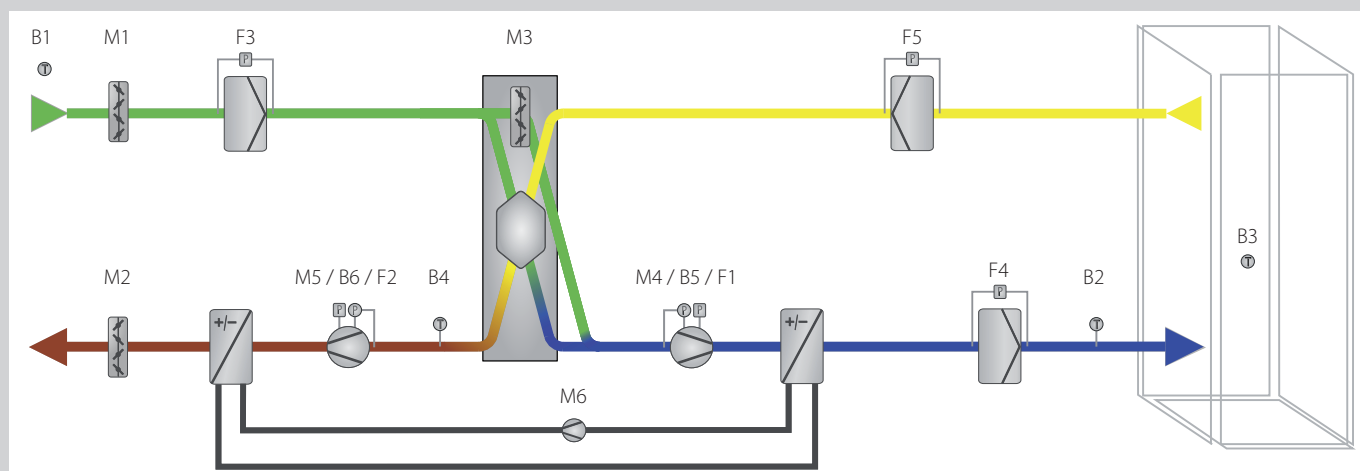 B1 M1 F3 M3 F5
T P P
B3
T
M2 M5 / B6 / F2 B4 M4 / B5 / F1 F4 B2
P P T P P P T
+/− +/−
M6